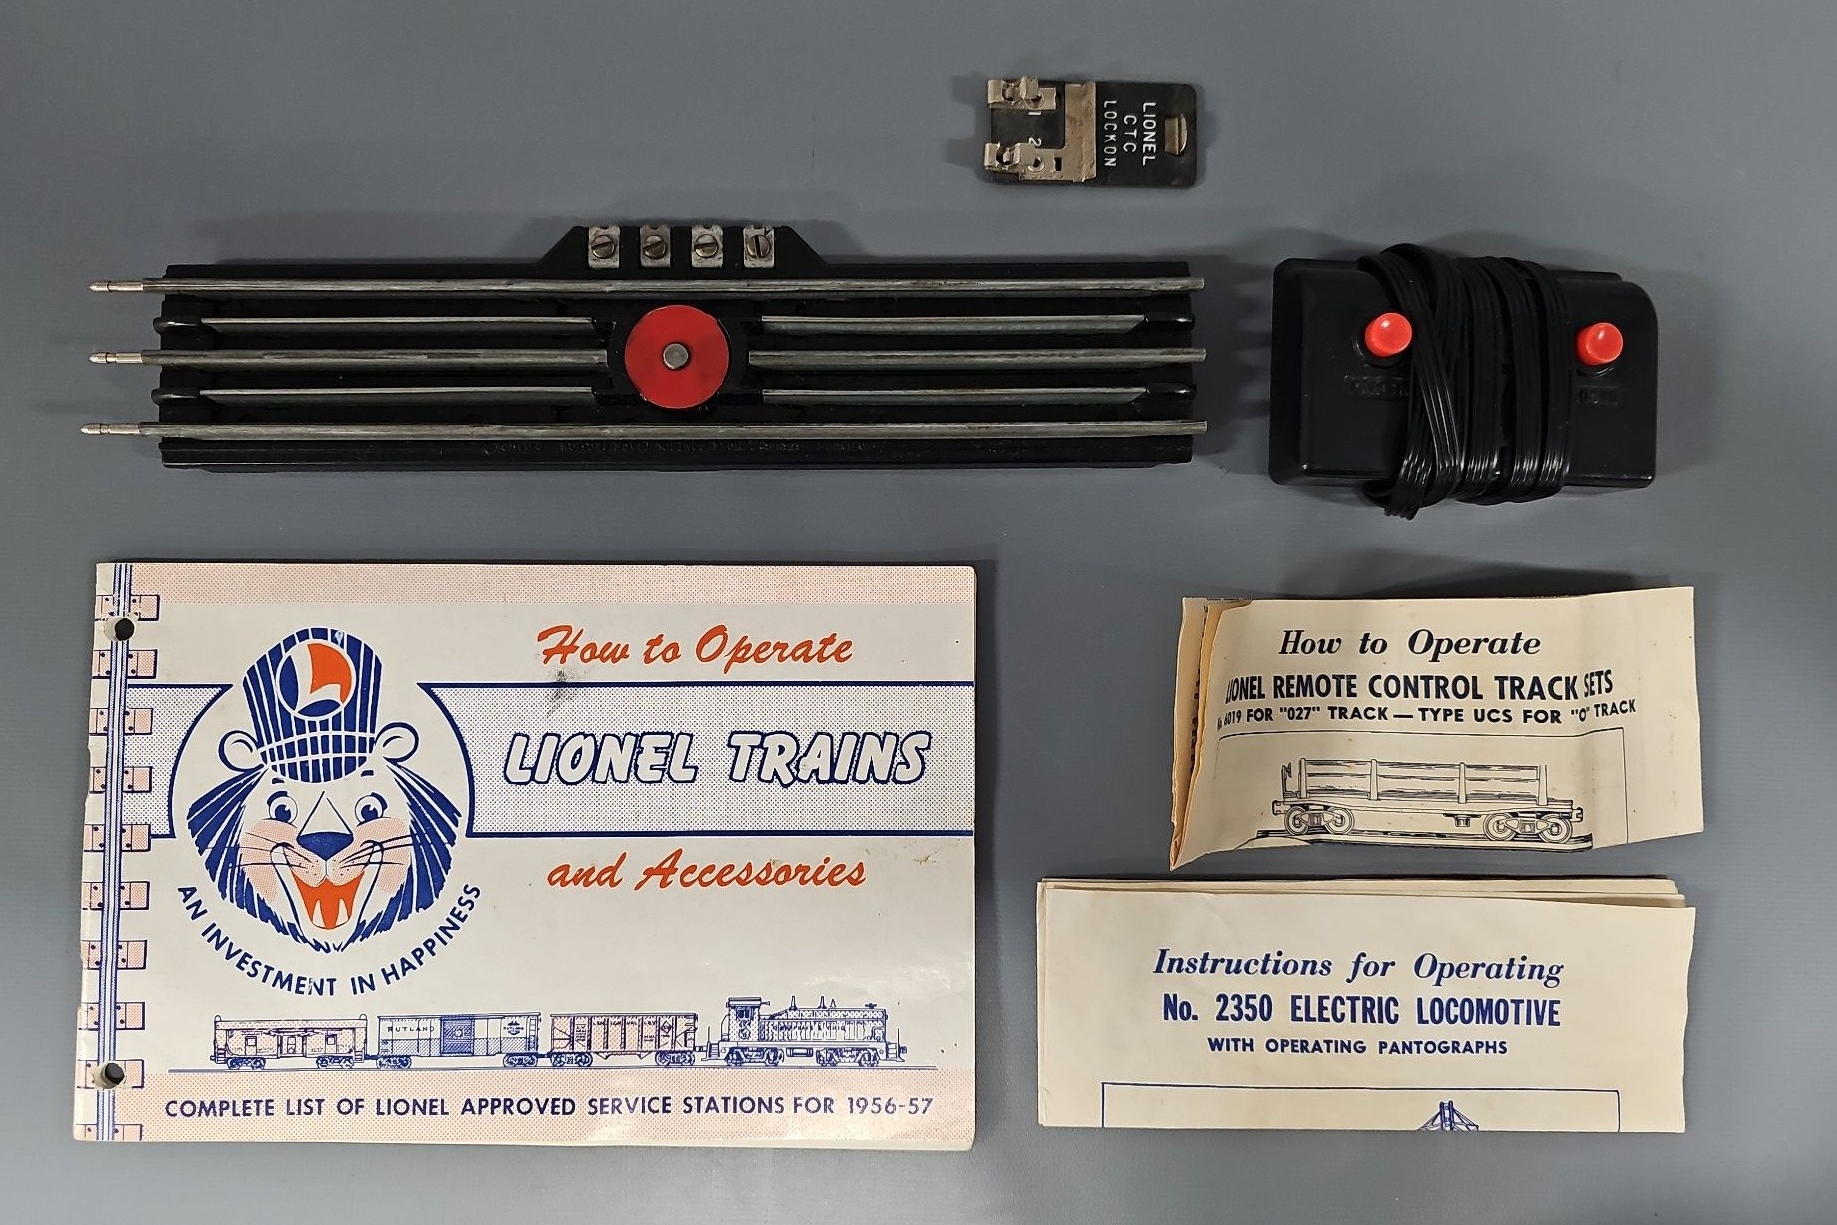 LIONEL
CTC
LOCKON
1
2
How to Operate
LIONEL TRAINS
and Accessories
AN INVESTMENT IN HAPPINESS
RUTLAND
COMPLETE LIST OF LIONEL APPROVED SERVICE STATIONS FOR 1956-57
How to Operate
LIONEL REMOTE CONTROL TRACK SETS
6019 FOR "027" TRACK — TYPE UCS FOR "O" TRACK
Instructions for Operating
No. 2350 ELECTRIC LOCOMOTIVE
WITH OPERATING PANTOGRAPHS